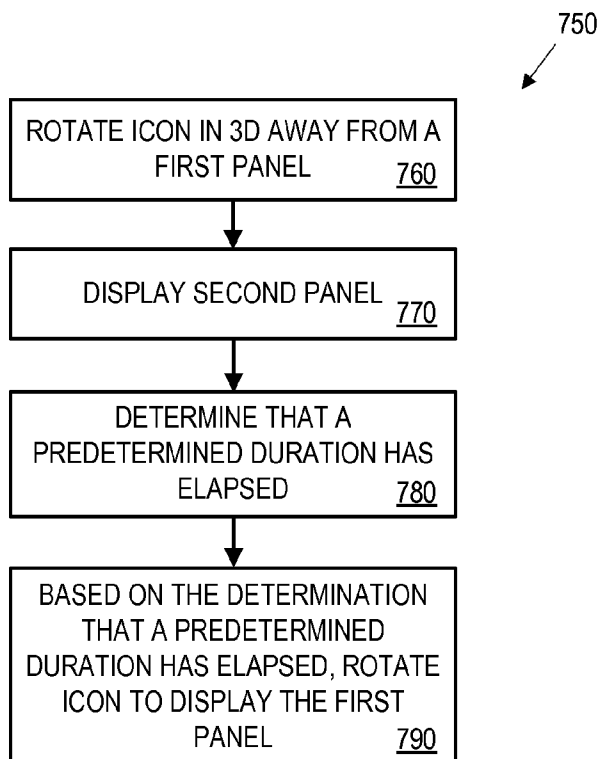 750
ROTATE ICON IN 3D AWAY FROM A
FIRST PANEL
760
DISPLAY SECOND PANEL
770
DETERMINE THAT A
PREDETERMINED DURATION HAS
ELAPSED
780
BASED ON THE DETERMINATION
THAT A PREDETERMINED
DURATION HAS ELAPSED, ROTATE
ICON TO DISPLAY THE FIRST
PANEL
790